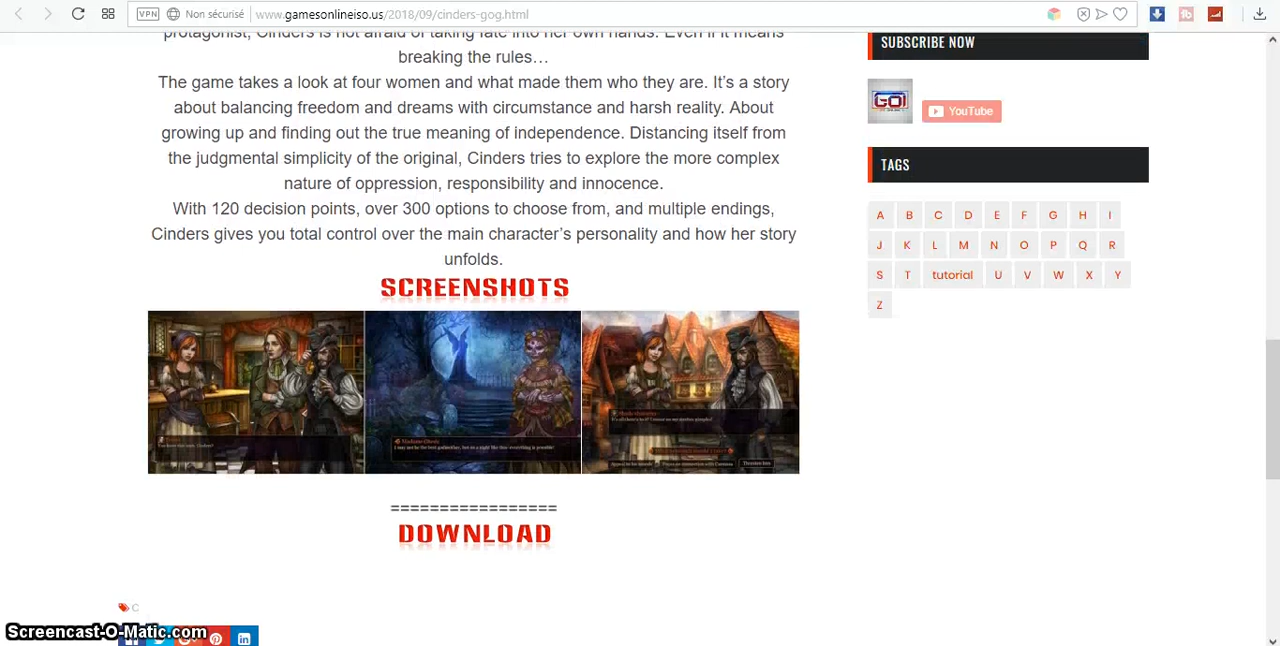 VPN Non sécurisé www.gamesonlineiso.us/2018/09/cinders-gog.html
protagonist, Cinders is not afraid of taking fate into her own hands. Even if it means
breaking the rules…
The game takes a look at four women and what made them who they are. It’s a story
about balancing freedom and dreams with circumstance and harsh reality. About
growing up and finding out the true meaning of independence. Distancing itself from
the judgmental simplicity of the original, Cinders tries to explore the more complex
nature of oppression, responsibility and innocence.
With 120 decision points, over 300 options to choose from, and multiple endings,
Cinders gives you total control over the main character’s personality and how her story
unfolds.
SCREENSHOTS
================
DOWNLOAD
C
SUBSCRIBE NOW
GO!
YouTube
TAGS
A B C D E F G H I
J K L M N O P Q R
S T tutorial U V W X Y
Z
Screencast-O-Matic.com